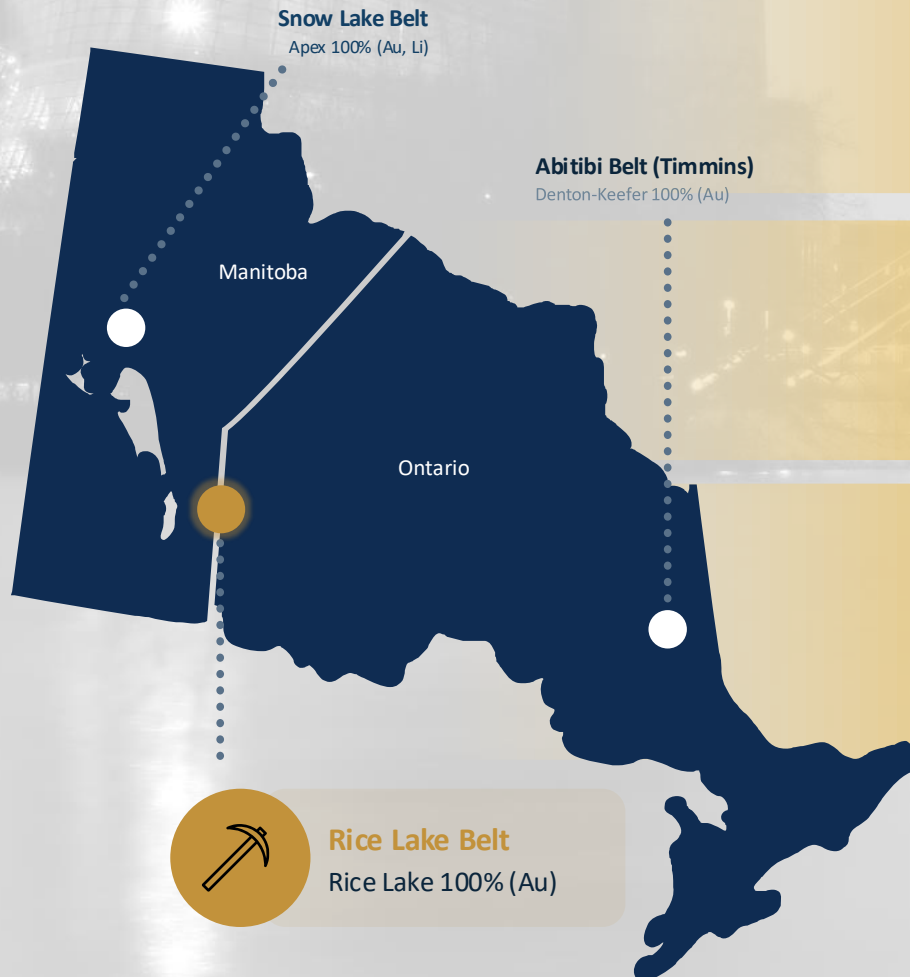 Snow Lake Belt
Apex 100% (Au, Li)
Abitibi Belt (Timmins)
Denton-Keefer 100% (Au)
Manitoba
Ontario
Rice Lake Belt
Rice Lake 100% (Au)